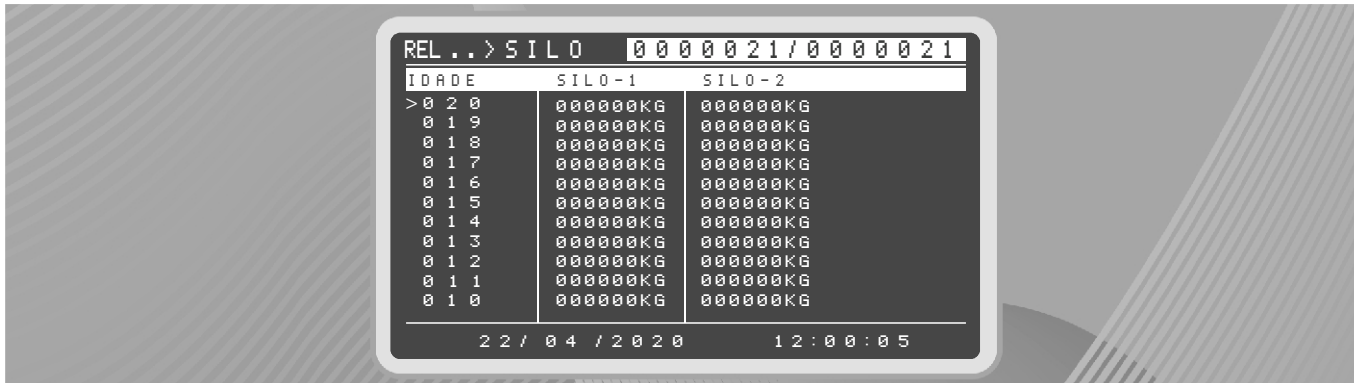 REL..>SILO 0000021/0000021
IDADE SILO-1 SILO-2
>020 000000KG 000000KG
019 000000KG 000000KG
018 000000KG 000000KG
017 000000KG 000000KG
016 000000KG 000000KG
015 000000KG 000000KG
014 000000KG 000000KG
013 000000KG 000000KG
012 000000KG 000000KG
011 000000KG 000000KG
010 000000KG 000000KG
22/04/2020 12:00:05